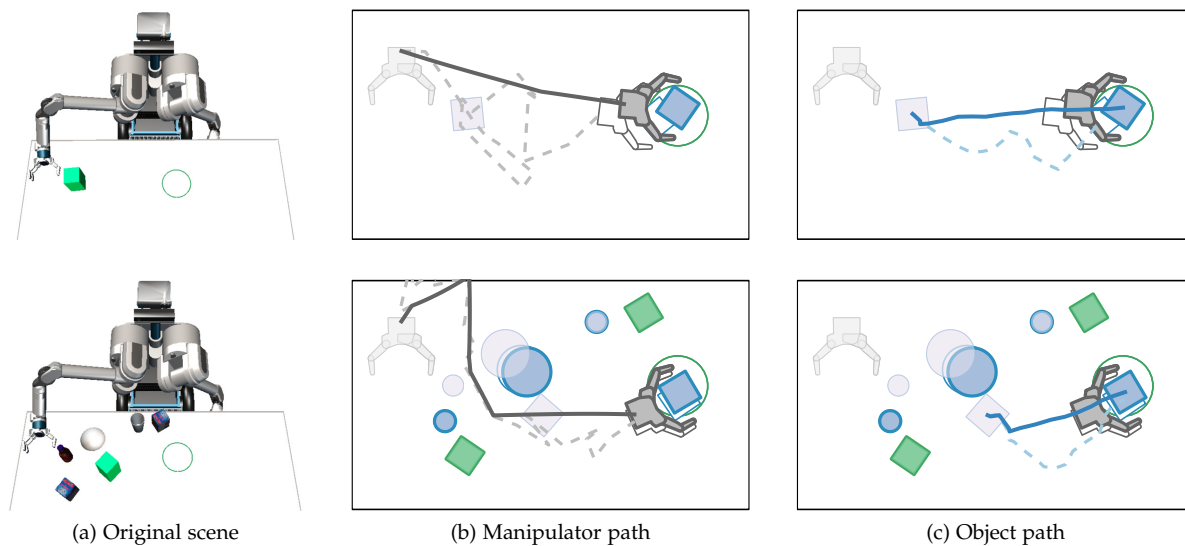 (a) Original scene
(b) Manipulator path
(c) Object path